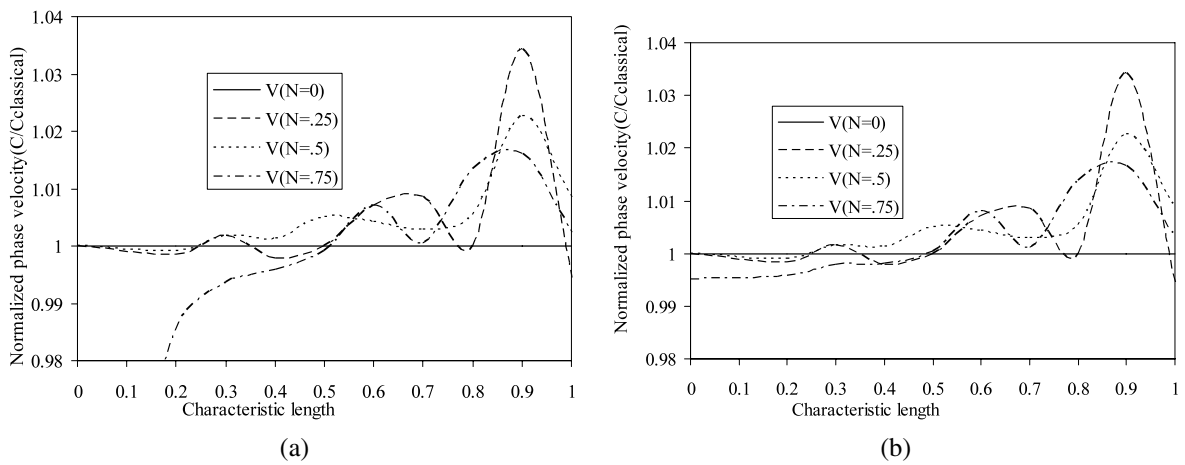 1.04
1.03
1.02
1.01
1
0.99
0.98
Normalized phase velocity(C/Cclassical)
V(N=0)
V(N=.25)
V(N=.5)
V(N=.75)
0 0.1 0.2 0.3 0.4 0.5 0.6 0.7 0.8 0.9 1
Characteristic length
(a)
1.04
1.03
1.02
1.01
1
0.99
0.98
Normalized phase velocity(C/Cclassical)
V(N=0)
V(N=.25)
V(N=.5)
V(N=.75)
0 0.1 0.2 0.3 0.4 0.5 0.6 0.7 0.8 0.9 1
Characteristic length
(b)